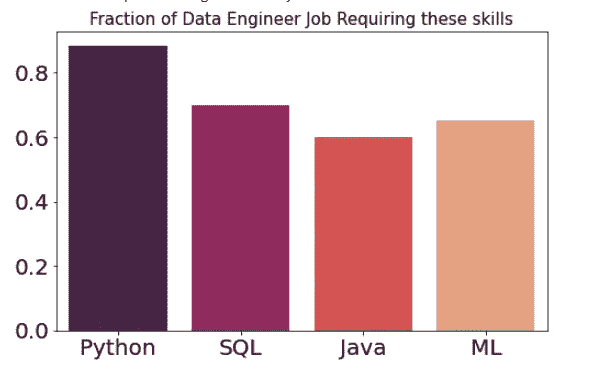 Fraction of Data Engineer Job Requiring these skills
0.8
0.6
0.4
0.2
0.0
Python SQL Java ML